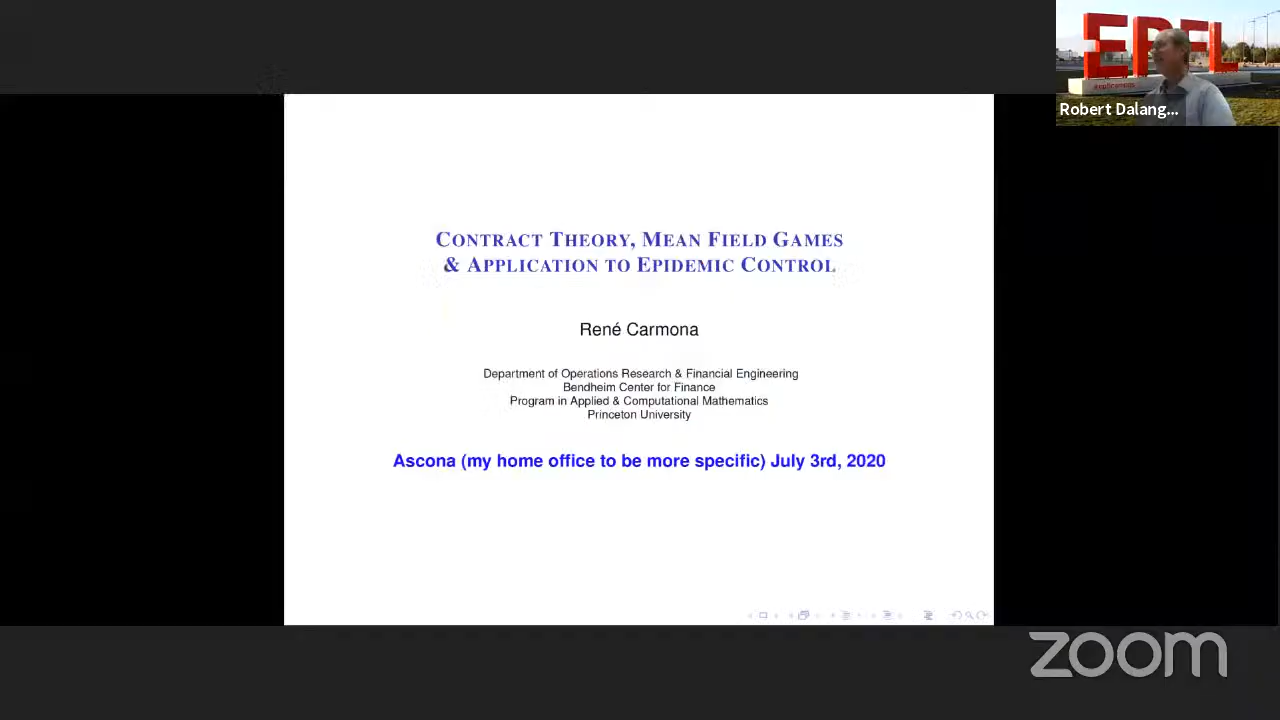 EPFL
Robert Dalang...
CONTRACT THEORY, MEAN FIELD GAMES
& APPLICATION TO EPIDEMIC CONTROL
René Carmona
Department of Operations Research & Financial Engineering
Bendheim Center for Finance
Program in Applied & Computational Mathematics
Princeton University
Ascona (my home office to be more specific) July 3rd, 2020
zoom